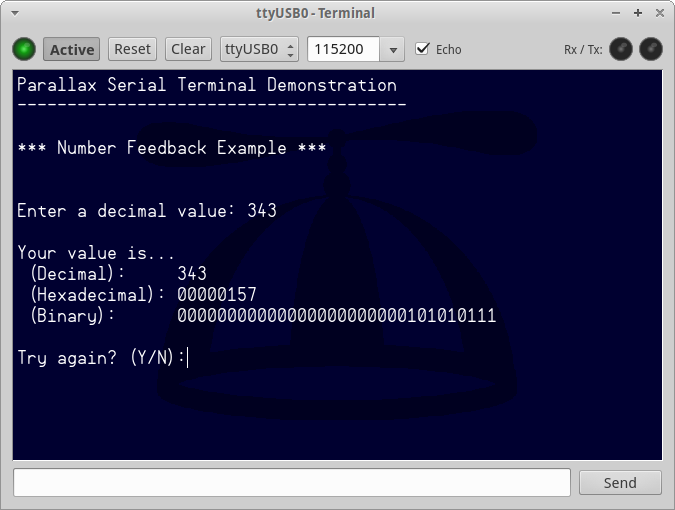 ttyUSB0 - Terminal
Active Reset Clear ttyUSB0 115200 Echo Rx / Tx:
Parallax Serial Terminal Demonstration
---------------------------------------
*** Number Feedback Example ***
Enter a decimal value: 343
Your value is...
(Decimal): 343
(Hexadecimal): 00000157
(Binary): 00000000000000000000000101010111
Try again? (Y/N):
Send